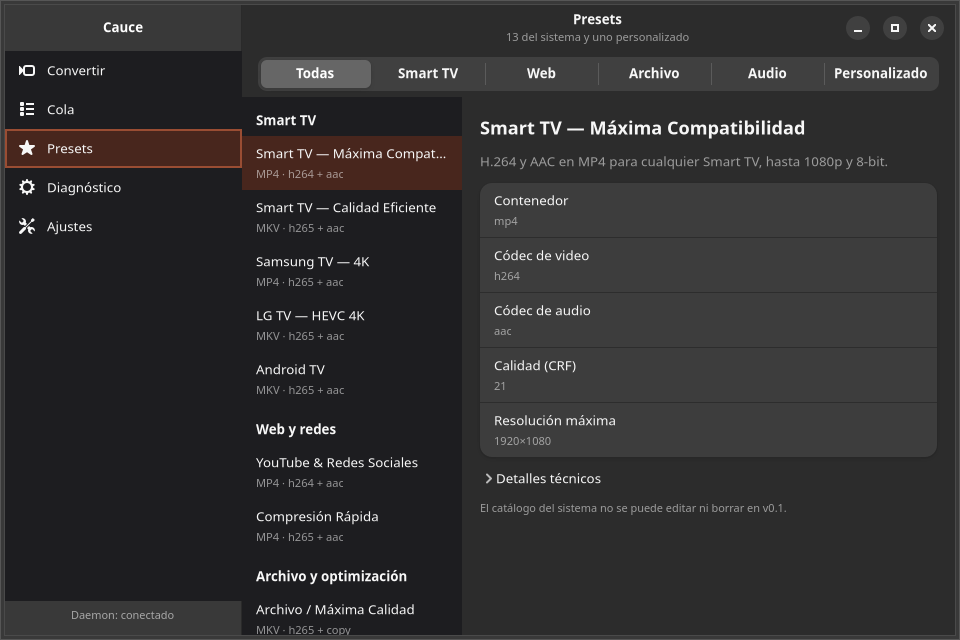 Cauce
Presets
13 del sistema y uno personalizado
Convertir
Cola
Presets
Diagnóstico
Ajustes
Daemon: conectado
Todas
Smart TV
Web
Archivo
Audio
Personalizado
Smart TV
Smart TV — Máxima Compat...
MP4 · h264 + aac
Smart TV — Calidad Eficiente
MKV · h265 + aac
Samsung TV — 4K
MP4 · h265 + aac
LG TV — HEVC 4K
MKV · h265 + aac
Android TV
MKV · h265 + aac
Web y redes
YouTube & Redes Sociales
MP4 · h264 + aac
Compresión Rápida
MP4 · h265 + aac
Archivo y optimización
Archivo / Máxima Calidad
MKV · h265 + copy
Smart TV — Máxima Compatibilidad
H.264 y AAC en MP4 para cualquier Smart TV, hasta 1080p y 8-bit.
Contenedor
mp4
Códec de video
h264
Códec de audio
aac
Calidad (CRF)
21
Resolución máxima
1920×1080
Detalles técnicos
El catálogo del sistema no se puede editar ni borrar en v0.1.